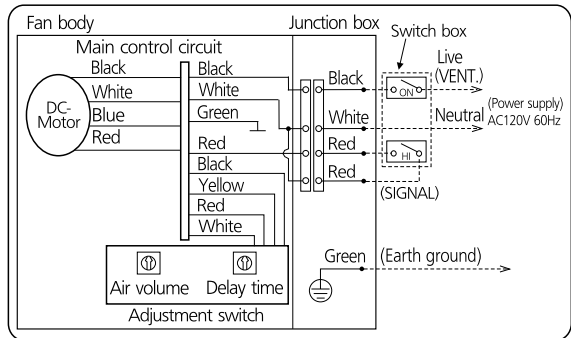 Fan body
Junction box
Switch box
Main control circuit
Live
(VENT.)
Black
White
Blue
Red
DC-
Motor
Black
White
Green
Red
Black
Yellow
Red
White
Black
White
Red
Red
ON
HI
Neutral
(Power supply)
AC120V 60Hz
(SIGNAL)
Green
(Earth ground)
Air volume
Delay time
Adjustment switch